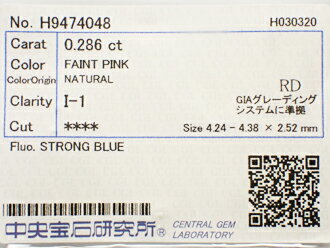 No. H9474048 H030320
Carat 0.286 ct
Color FAINT PINK
ColorOrigin NATURAL
RD
Clarity I-1
GIAグレーディング
システムに準拠
Cut ****
Size 4.24 - 4.38 × 2.52 mm
Fluo. STRONG BLUE
中央宝石研究所® CENTRAL GEM
LABORATORY